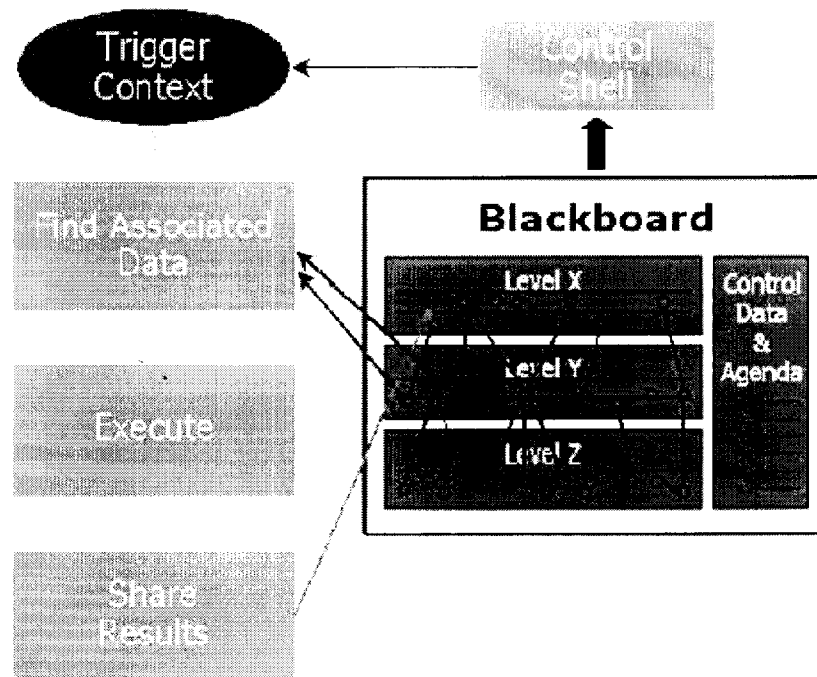 Trigger
Context
Control
Shell
Find Associated
Data
Blackboard
Level X
Level Y
Level Z
Control
Data
&
Agenda
Execute
Share
Results